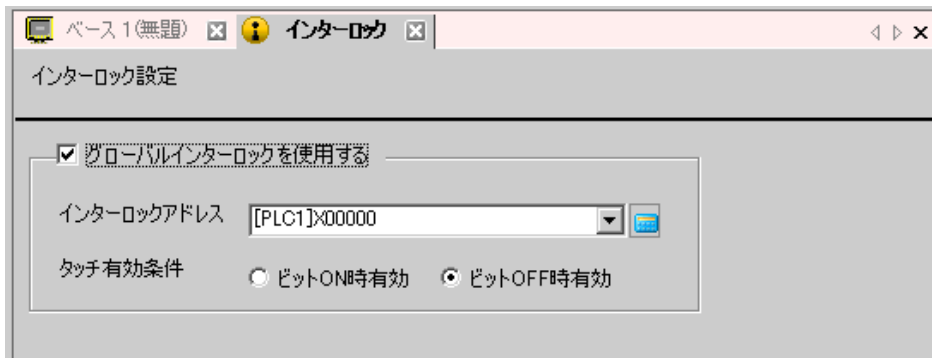 ベース1(無題) インターロック
インターロック設定
グローバルインターロックを使用する
インターロックアドレス [PLC1]X00000
タッチ有効条件 ビットON時有効 ビットOFF時有効